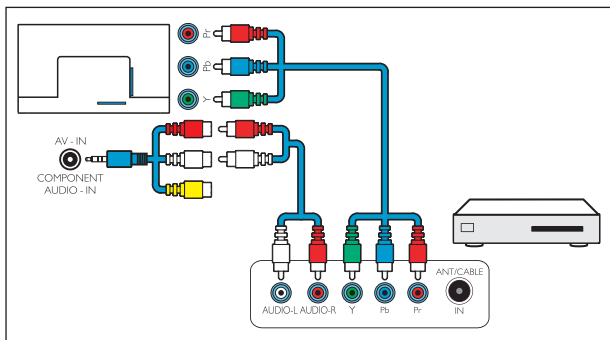 Pr
Pb
Y
AV - IN
COMPONENT
AUDIO - IN
ANT/CABLE
AUDIO-L AUDIO-R Y Pb Pr IN